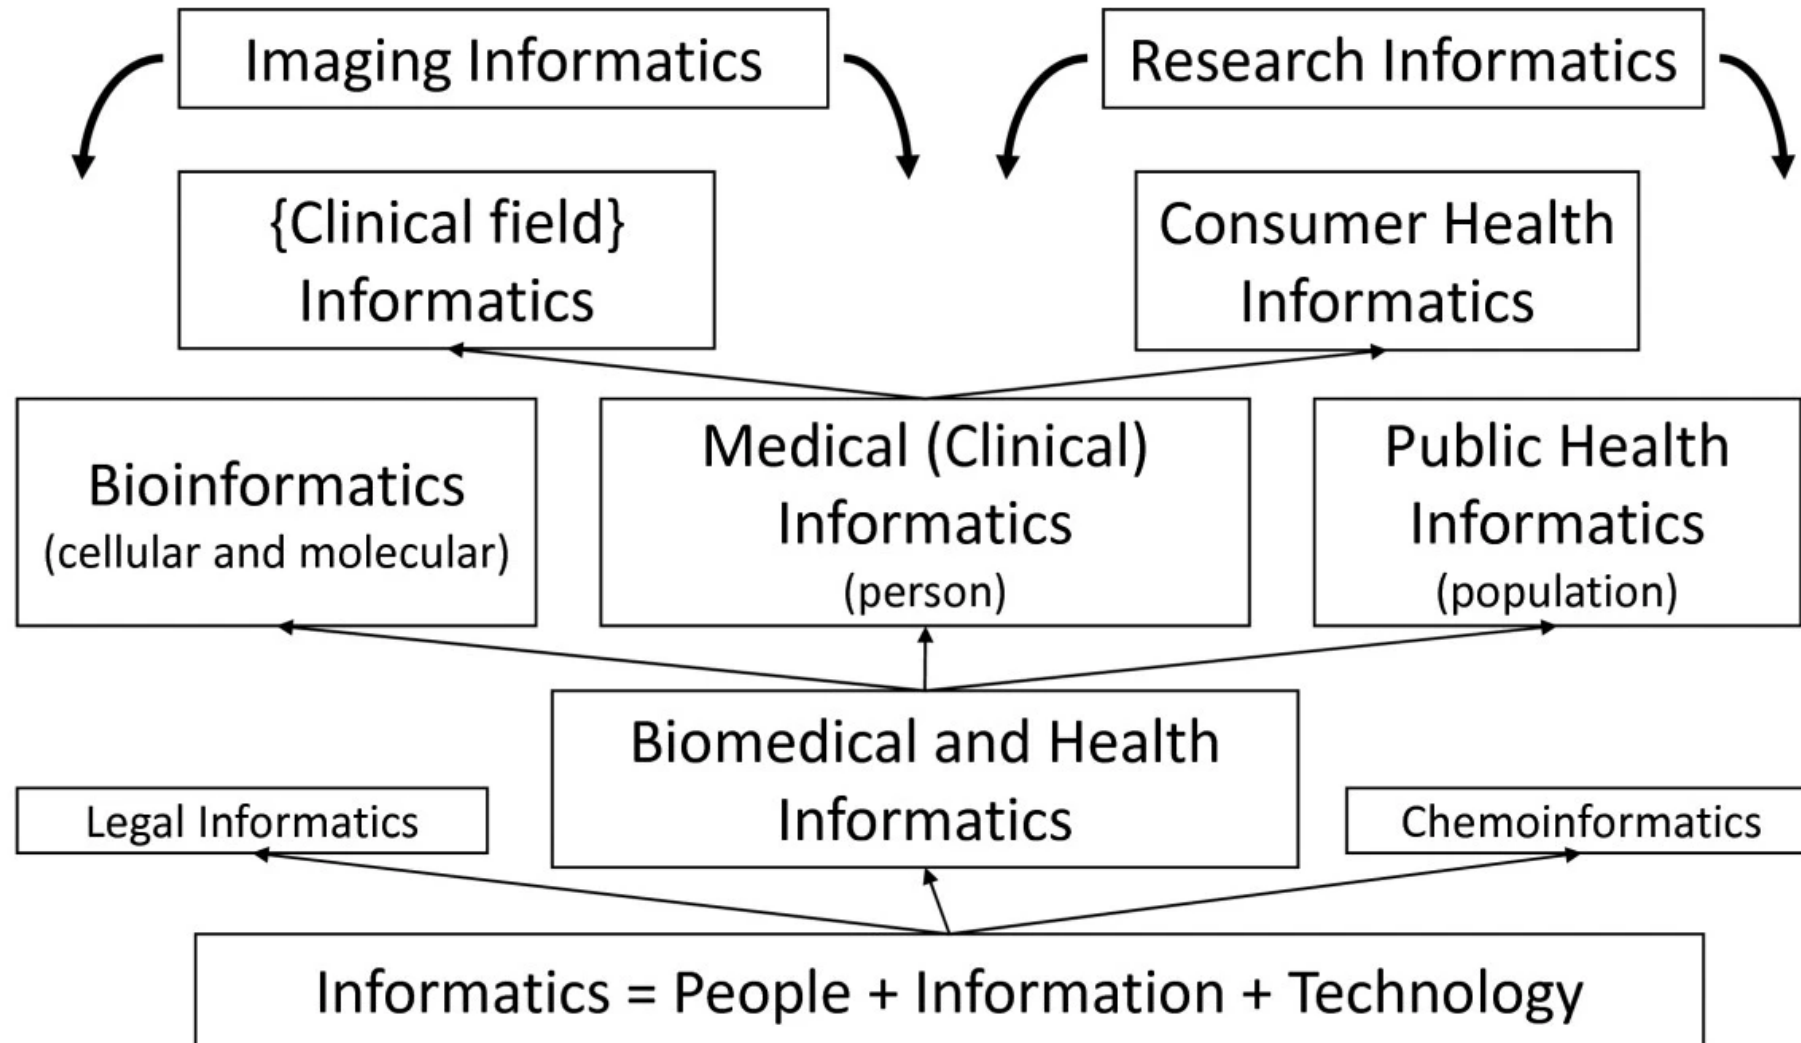 Imaging Informatics
Research Informatics
{Clinical field}
Informatics
Consumer Health
Informatics
Bioinformatics
(cellular and molecular)
Medical (Clinical)
Informatics
(person)
Public Health
Informatics
(population)
Biomedical and Health
Informatics
Legal Informatics
Chemoinformatics
Informatics = People + Information + Technology